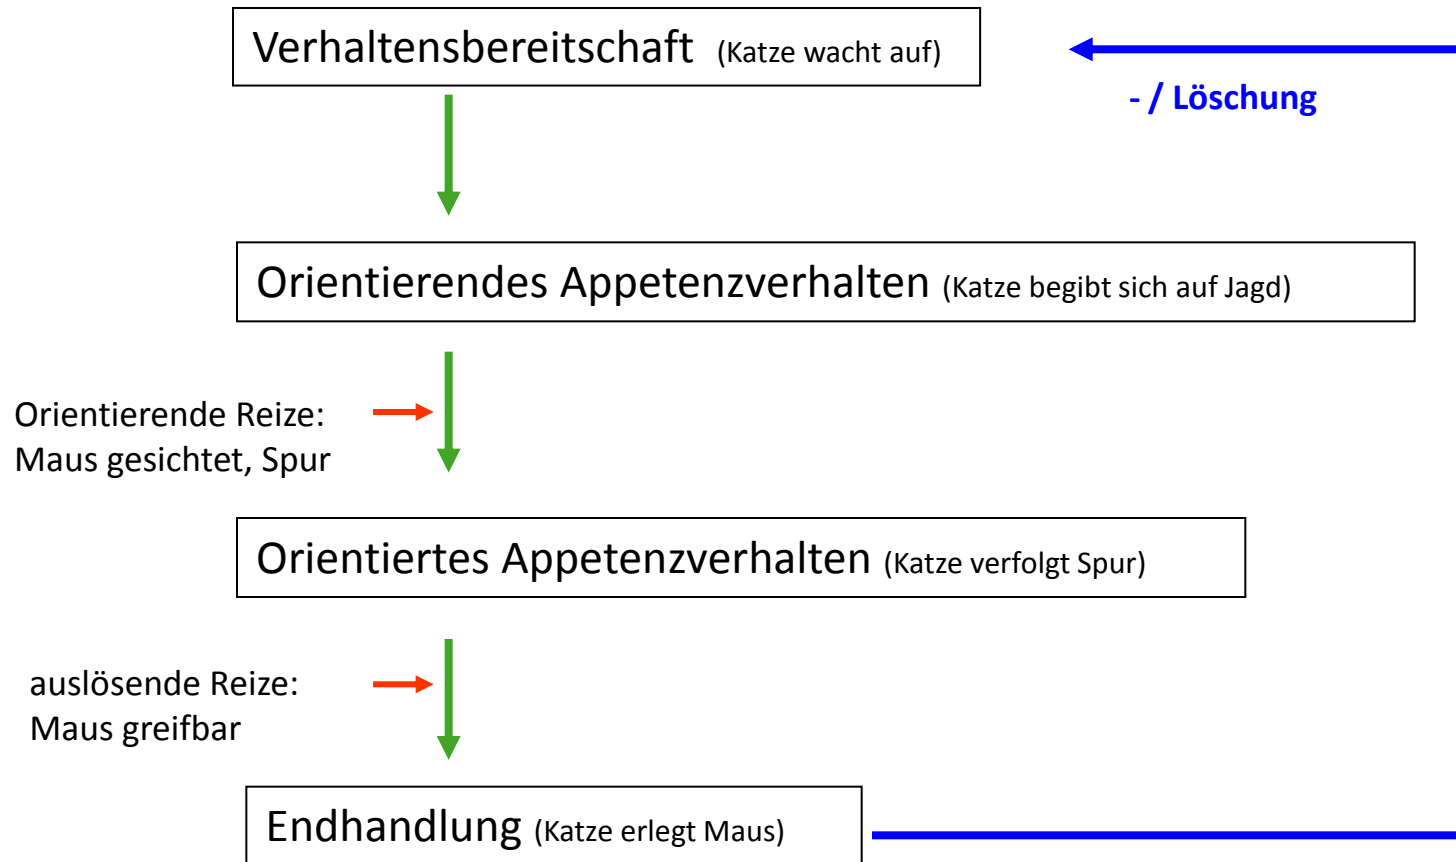 Verhaltensbereitschaft (Katze wacht auf)
- / Löschung
Orientierendes Appetenzverhalten (Katze begibt sich auf Jagd)
Orientierende Reize:
Maus gesichtet, Spur
Orientiertes Appetenzverhalten (Katze verfolgt Spur)
auslösende Reize:
Maus greifbar
Endhandlung (Katze erlegt Maus)